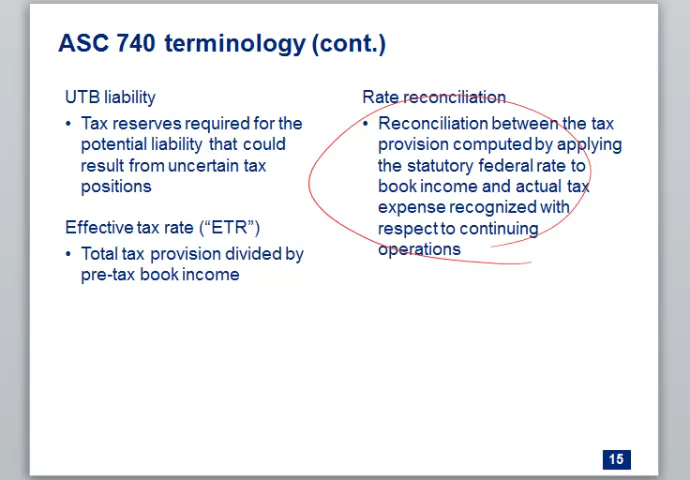 ASC 740 terminology (cont.)
UTB liability
• Tax reserves required for the
potential liability that could
result from uncertain tax
positions
Effective tax rate (“ETR”)
• Total tax provision divided by
pre-tax book income
Rate reconciliation
• Reconciliation between the tax
provision computed by applying
the statutory federal rate to
book income and actual tax
expense recognized with
respect to continuing
operations
15